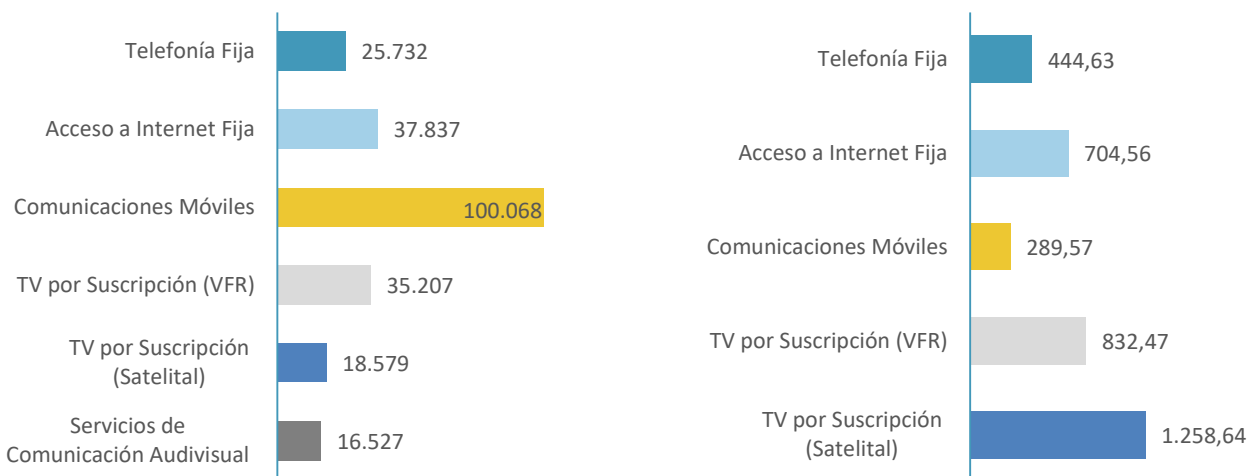 Telefonía Fija
25.732
Acceso a Internet Fija
37.837
Comunicaciones Móviles
100.068
TV por Suscripción (VFR)
35.207
TV por Suscripción
(Satelital)
18.579
Servicios de
Comunicación Audivisual
16.527
Telefonía Fija
444,63
Acceso a Internet Fija
704,56
Comunicaciones Móviles
289,57
TV por Suscripción (VFR)
832,47
TV por Suscripción
(Satelital)
1.258,64